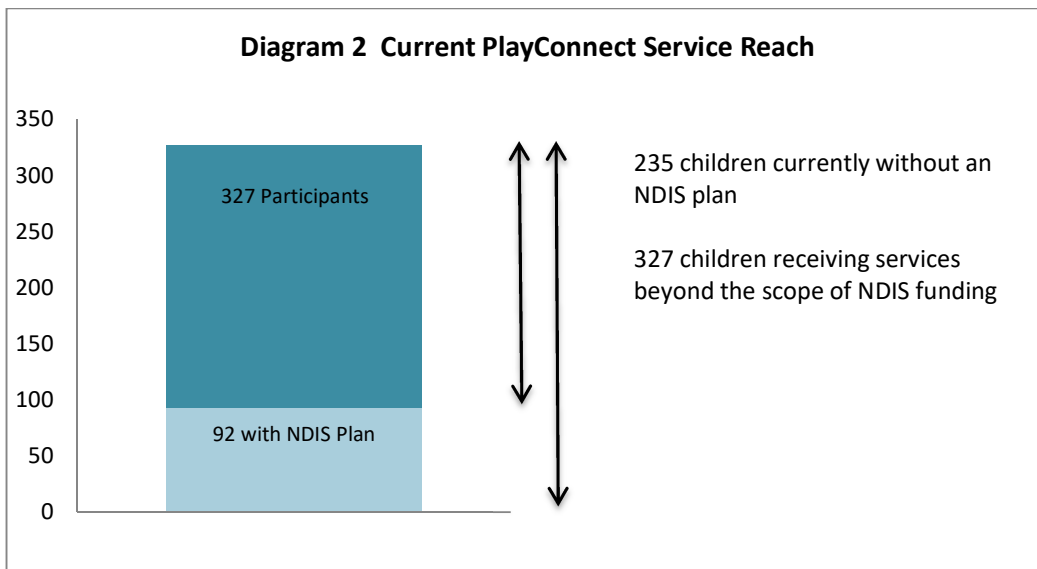 Diagram 2 Current PlayConnect Service Reach
350
300
250
200
150
100
50
0
327 Participants
92 with NDIS Plan
235 children currently without an
NDIS plan
327 children receiving services
beyond the scope of NDIS funding